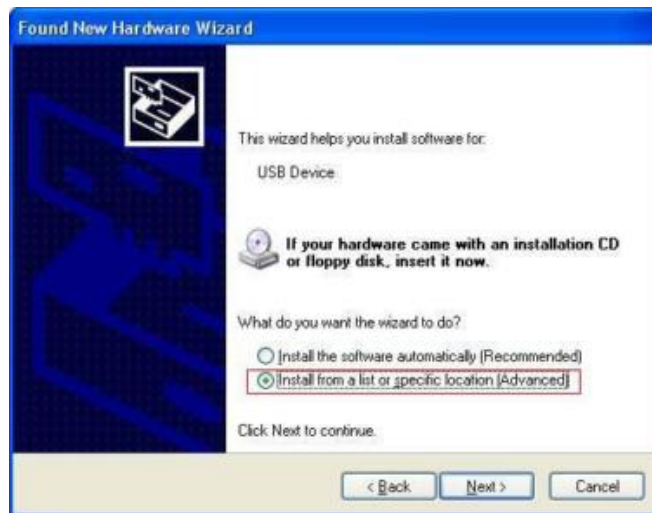 Found New Hardware Wizard
This wizard helps you install software for:
USB Device
If your hardware came with an installation CD
or floppy disk, insert it now.
What do you want the wizard to do?
Install the software automatically (Recommended)
Install from a list or specific location (Advanced)
Click Next to continue.
< Back
Next >
Cancel